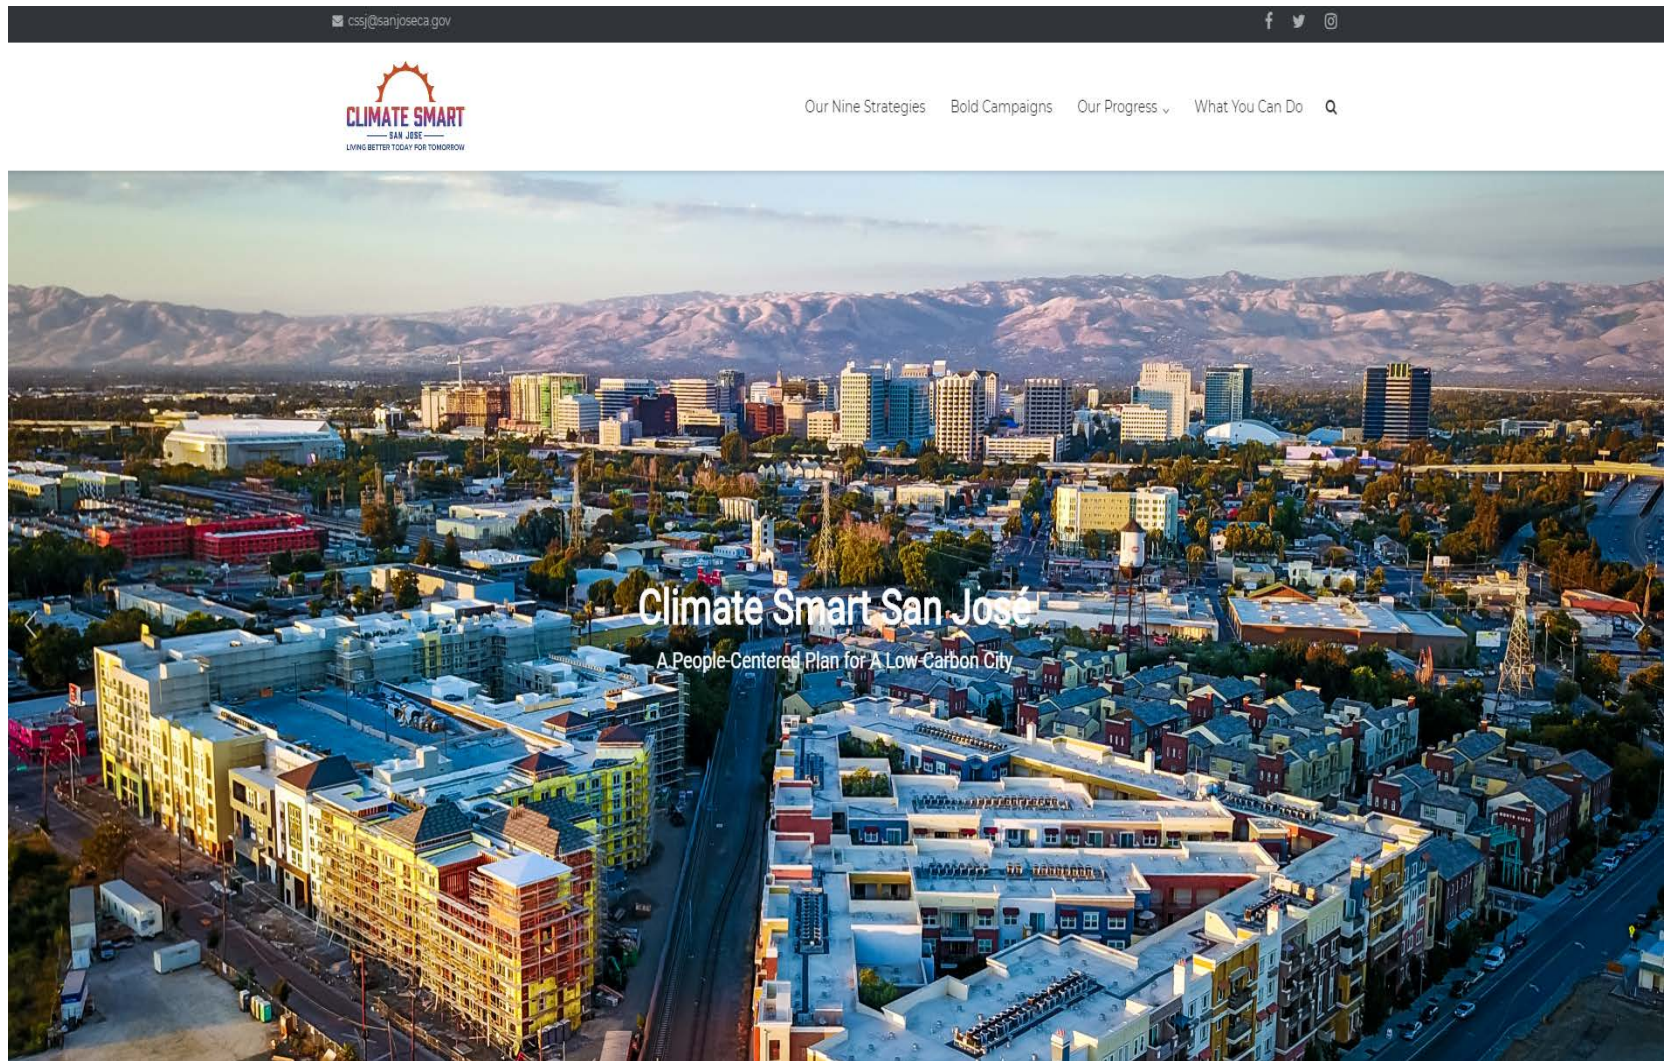 cssj@sanjoseca.gov
CLIMATE SMART
SAN JOSE
LIVING BETTER TODAY FOR TOMORROW
Our Nine Strategies Bold Campaigns Our Progress What You Can Do
Climate Smart San José
A People-Centered Plan for A Low-Carbon City